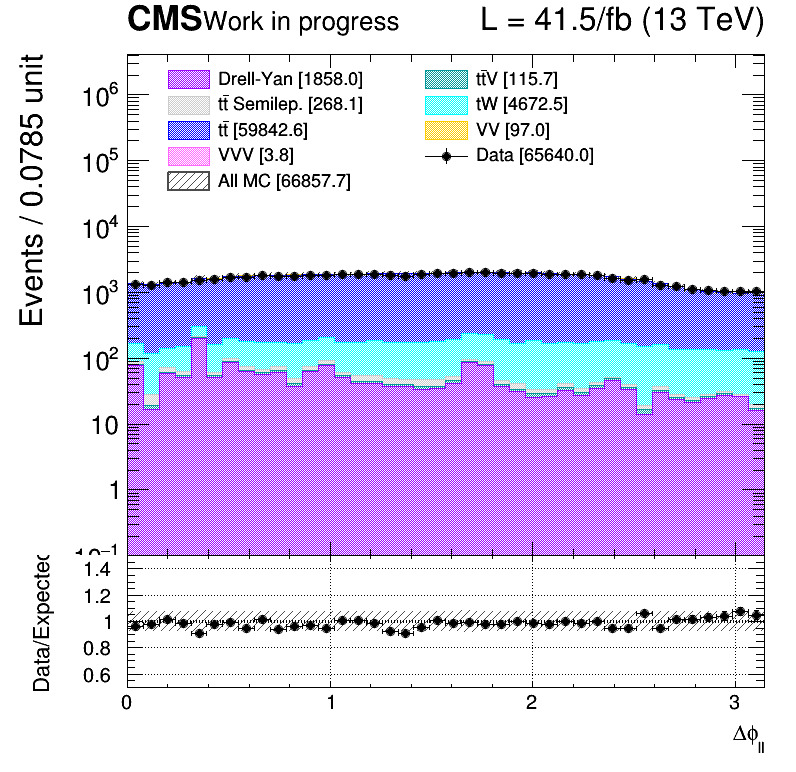 CMS Work in progress L = 41.5/fb (13 TeV)
Events / 0.0785 unit
Drell-Yan [1858.0]
tt̄V [115.7]
tt̄ Semilep. [268.1]
tW [4672.5]
tt̄ [59842.6]
VV [97.0]
VVV [3.8]
Data [65640.0]
All MC [66857.7]
10⁶
10⁵
10⁴
10³
10²
10
1
10⁻¹
Data/Expected
1.4
1.2
1
0.8
0.6
0 1 2 3
Δϕ_ll